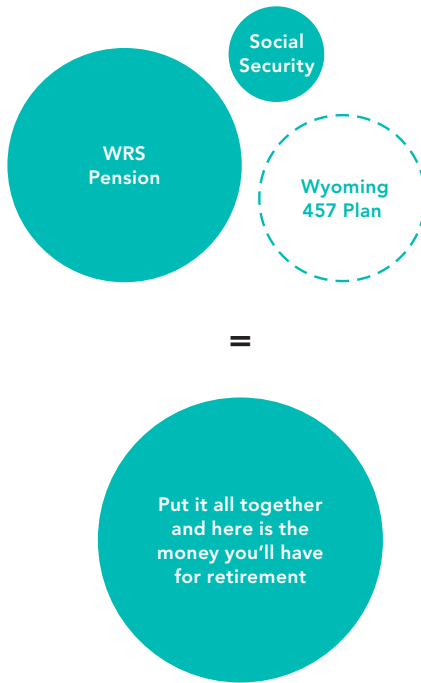 Social
Security
WRS
Pension
Wyoming
457 Plan
=
Put it all together
and here is the
money you’ll have
for retirement